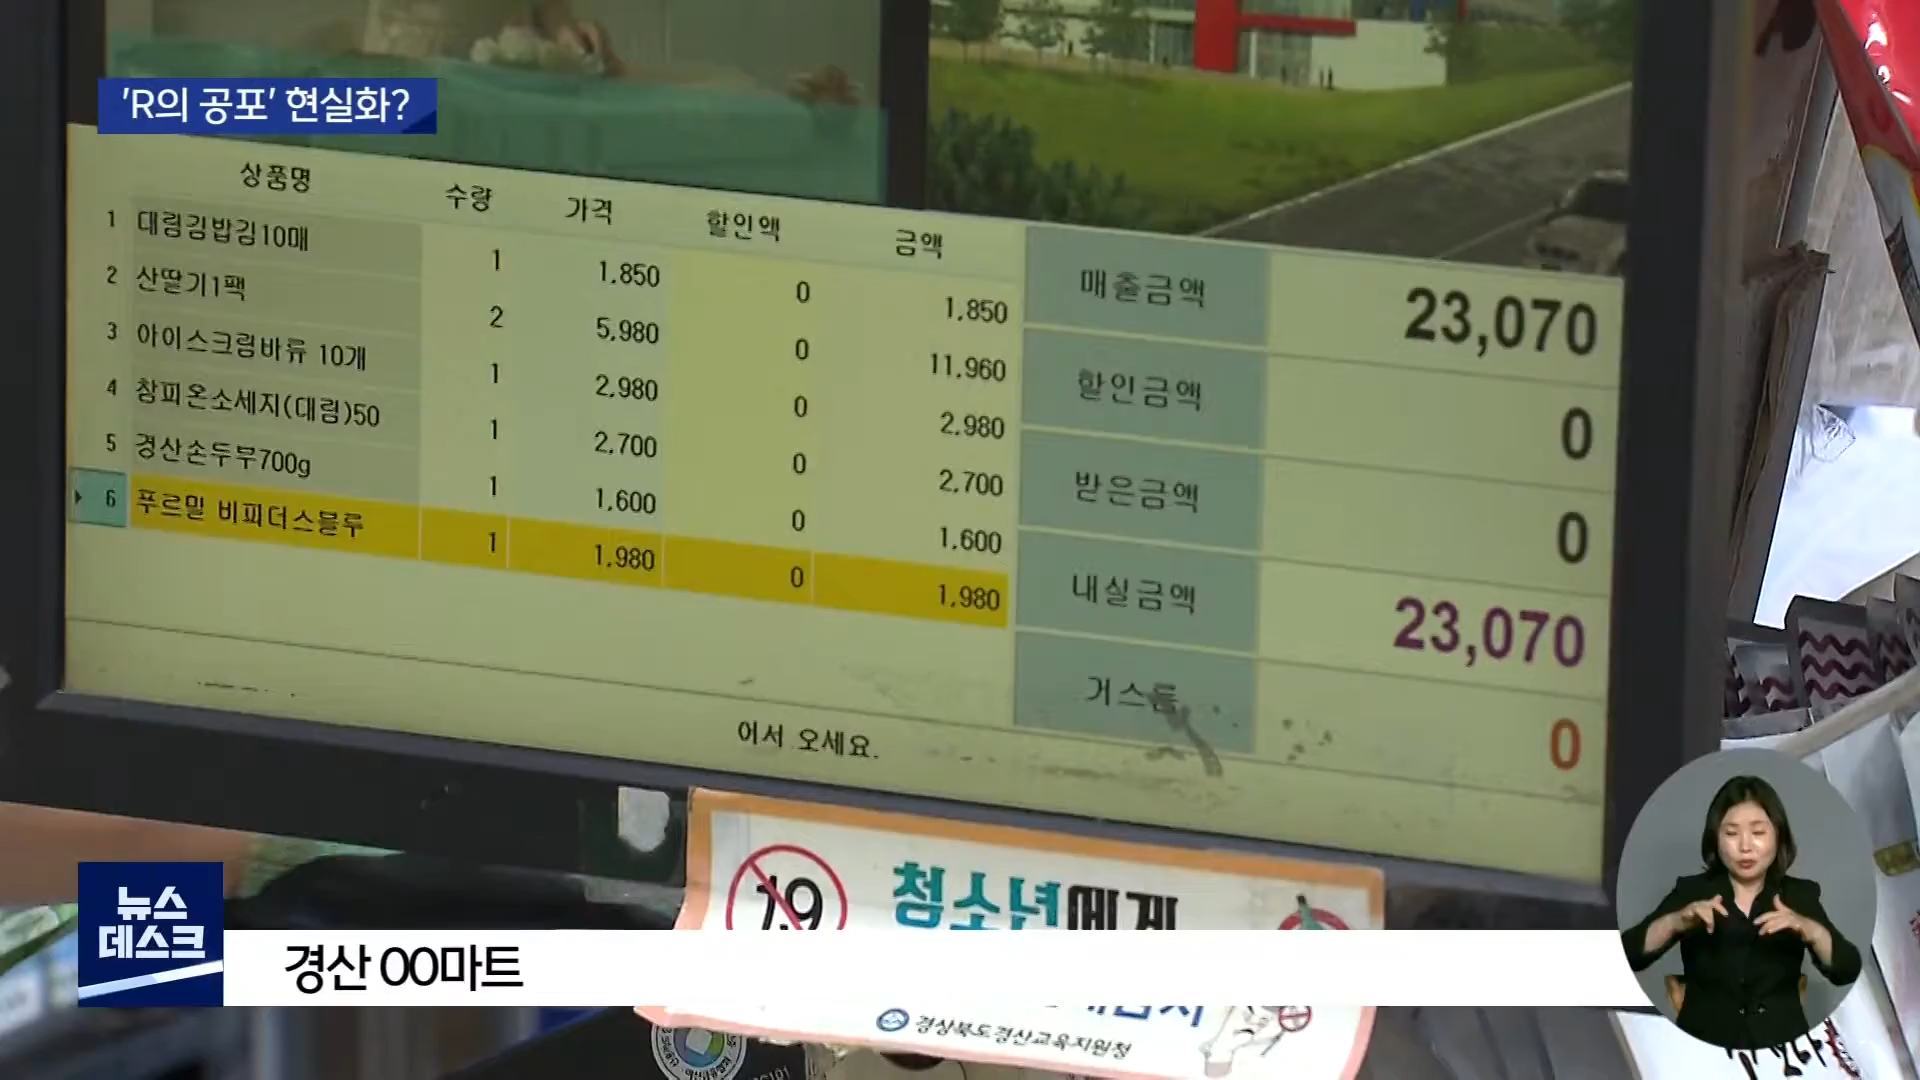 'R의 공포' 현실화?
상품명 수량 가격 할인액 금액
1 대림김밥김10매 1 1,850 0 1,850
2 산딸기1팩 2 5,980 0 11,960
3 아이스크림바류 10개 1 2,980 0 2,980
4 참피온소세지(대림)50 1 2,700 0 2,700
5 경산손두부700g 1 1,600 0 1,600
6 푸르밀 비피더스블루 1 1,980 0 1,980
매출금액 23,070
할인금액 0
받은금액 0
내실금액 23,070
거스름 0
어서 오세요.
19
청소년에게
뉴스
데스크
경산 OO마트
경상북도경산교육지원청